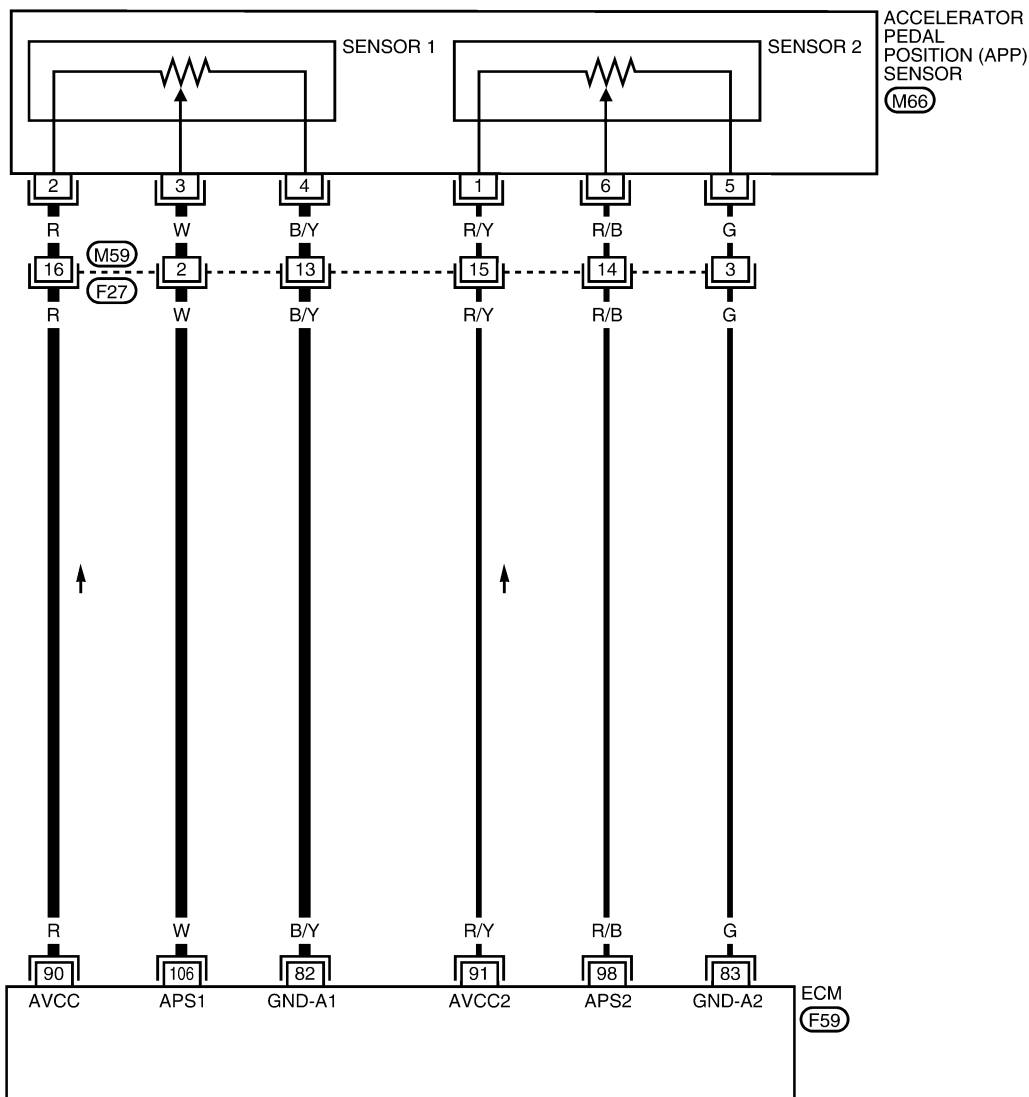 SENSOR 1
SENSOR 2
ACCELERATOR
PEDAL
POSITION (APP)
SENSOR
M66
2 3 4 1 6 5
R W B/Y R/Y R/B G
M59
16 2 13 15 14 3
F27
R W B/Y R/Y R/B G
R W B/Y R/Y R/B G
90 106 82 91 98 83
AVCC APS1 GND-A1 AVCC2 APS2 GND-A2
ECM
F59